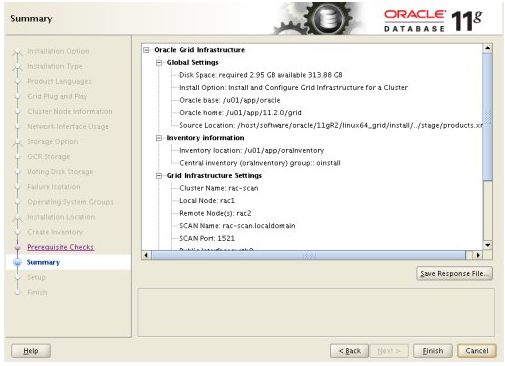 Summary
ORACLE
DATABASE
11g
Installation Option
Installation Type
Product Languages
Grid Plug and Play
Cluster Node Information
Network Interface Usage
Storage Option
OCR Storage
Voting Disk Storage
Failure Isolation
Operating System Groups
Installation Location
Create Inventory
Prerequisite Checks
Summary
Setup
Finish
Oracle Grid Infrastructure
Global Settings
Disk Space: required 2.95 GB available 313.88 GB
Install Option: Install and Configure Grid Infrastructure for a Cluster
Oracle base: /u01/app/oracle
Oracle home: /u01/app/11.2.0/grid
Source Location: /host/software/oracle/11gR2/linux64_grid/install/../stage/products.xm
Inventory information
Inventory location: /u01/app/oraInventory
Central inventory (oraInventory) group:: oinstall
Grid Infrastructure Settings
Cluster Name: rac-scan
Local Node: rac1
Remote Node(s): rac2
SCAN Name: rac-scan.localdomain
SCAN Port: 1521
Save Response File...
Help
< Back
Next >
Finish
Cancel